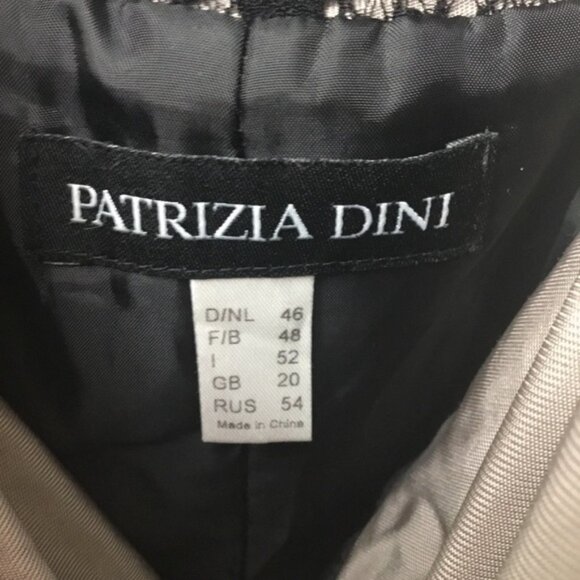 PATRIZIA DINI
D/NL 46
F/B 48
I 52
GB 20
RUS 54
Made in China